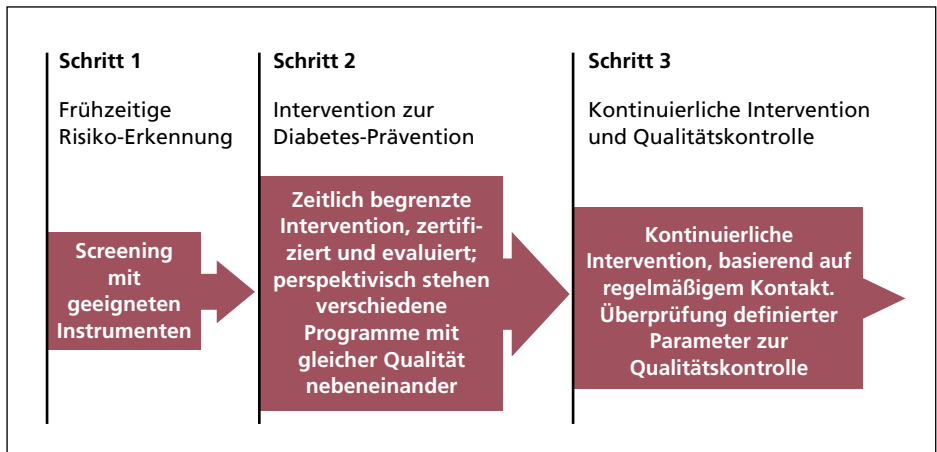 Schritt 1
Frühzeitige
Risiko-Erkennung
Screening
mit
geeigneten
Instrumenten
Schritt 2
Intervention zur
Diabetes-Prävention
Zeitlich begrenzte
Intervention, zertifi-
ziert und evaluiert;
perspektivisch stehen
verschiedene
Programme mit
gleicher Qualität
nebeneinander
Schritt 3
Kontinuierliche Intervention
und Qualitätskontrolle
Kontinuierliche
Intervention, basierend auf
regelmäßigem Kontakt.
Überprüfung definierter
Parameter zur
Qualitätskontrolle